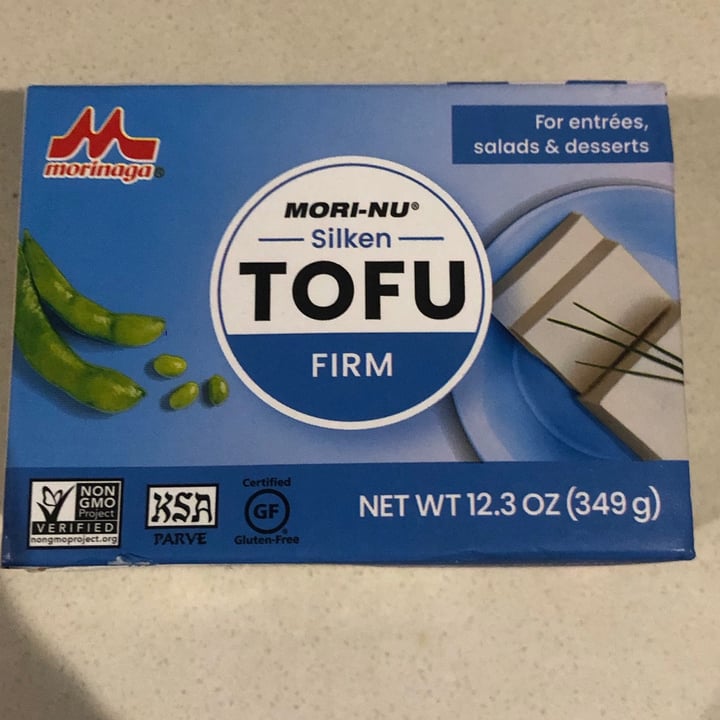 morinaga®
For entrées,
salads & desserts
MORI-NU®
Silken
TOFU
FIRM
NON
GMO
Project
VERIFIED
nongmoproject.org
KSA
PARVE
Certified
GF
®
Gluten-Free
NET WT 12.3 OZ (349 g)